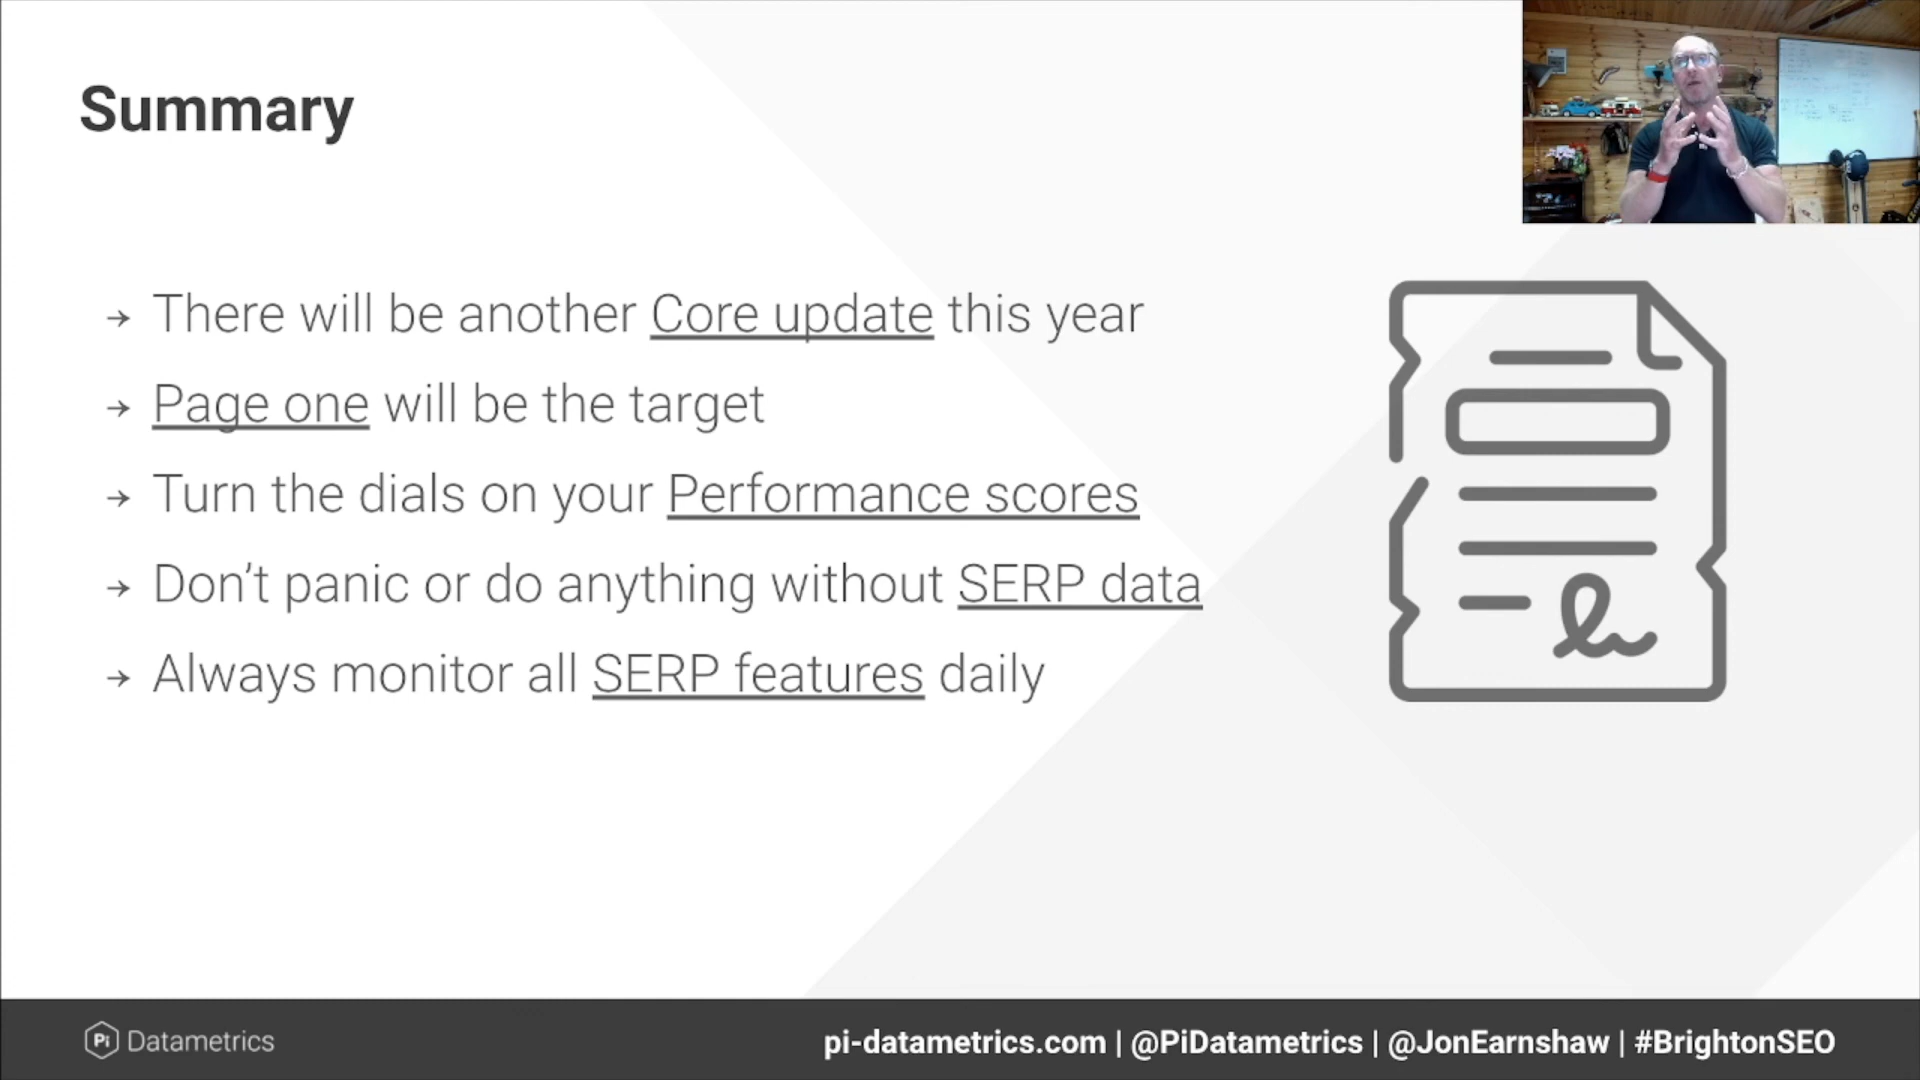 Summary
→ There will be another Core update this year
→ Page one will be the target
→ Turn the dials on your Performance scores
→ Don’t panic or do anything without SERP data
→ Always monitor all SERP features daily
Pi Datametrics
pi-datametrics.com | @PiDatametrics | @JonEarnshaw | #BrightonSEO